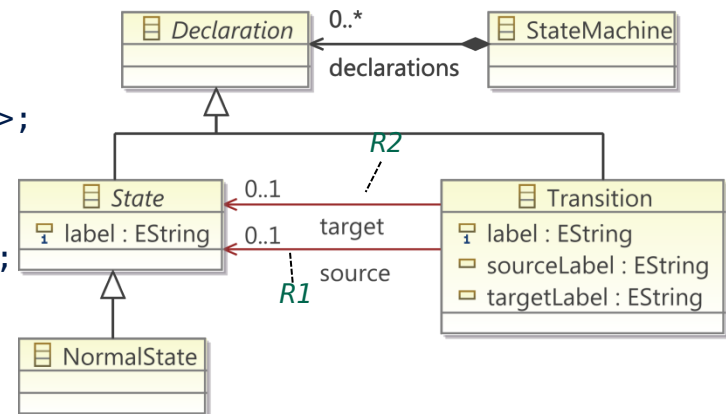 Declaration
0..*
StateMachine
declarations
>;
R2
State
0..1
Transition
label : EString
target
label : EString
0..1
sourceLabel : EString
;
source
targetLabel : EString
R1
NormalState